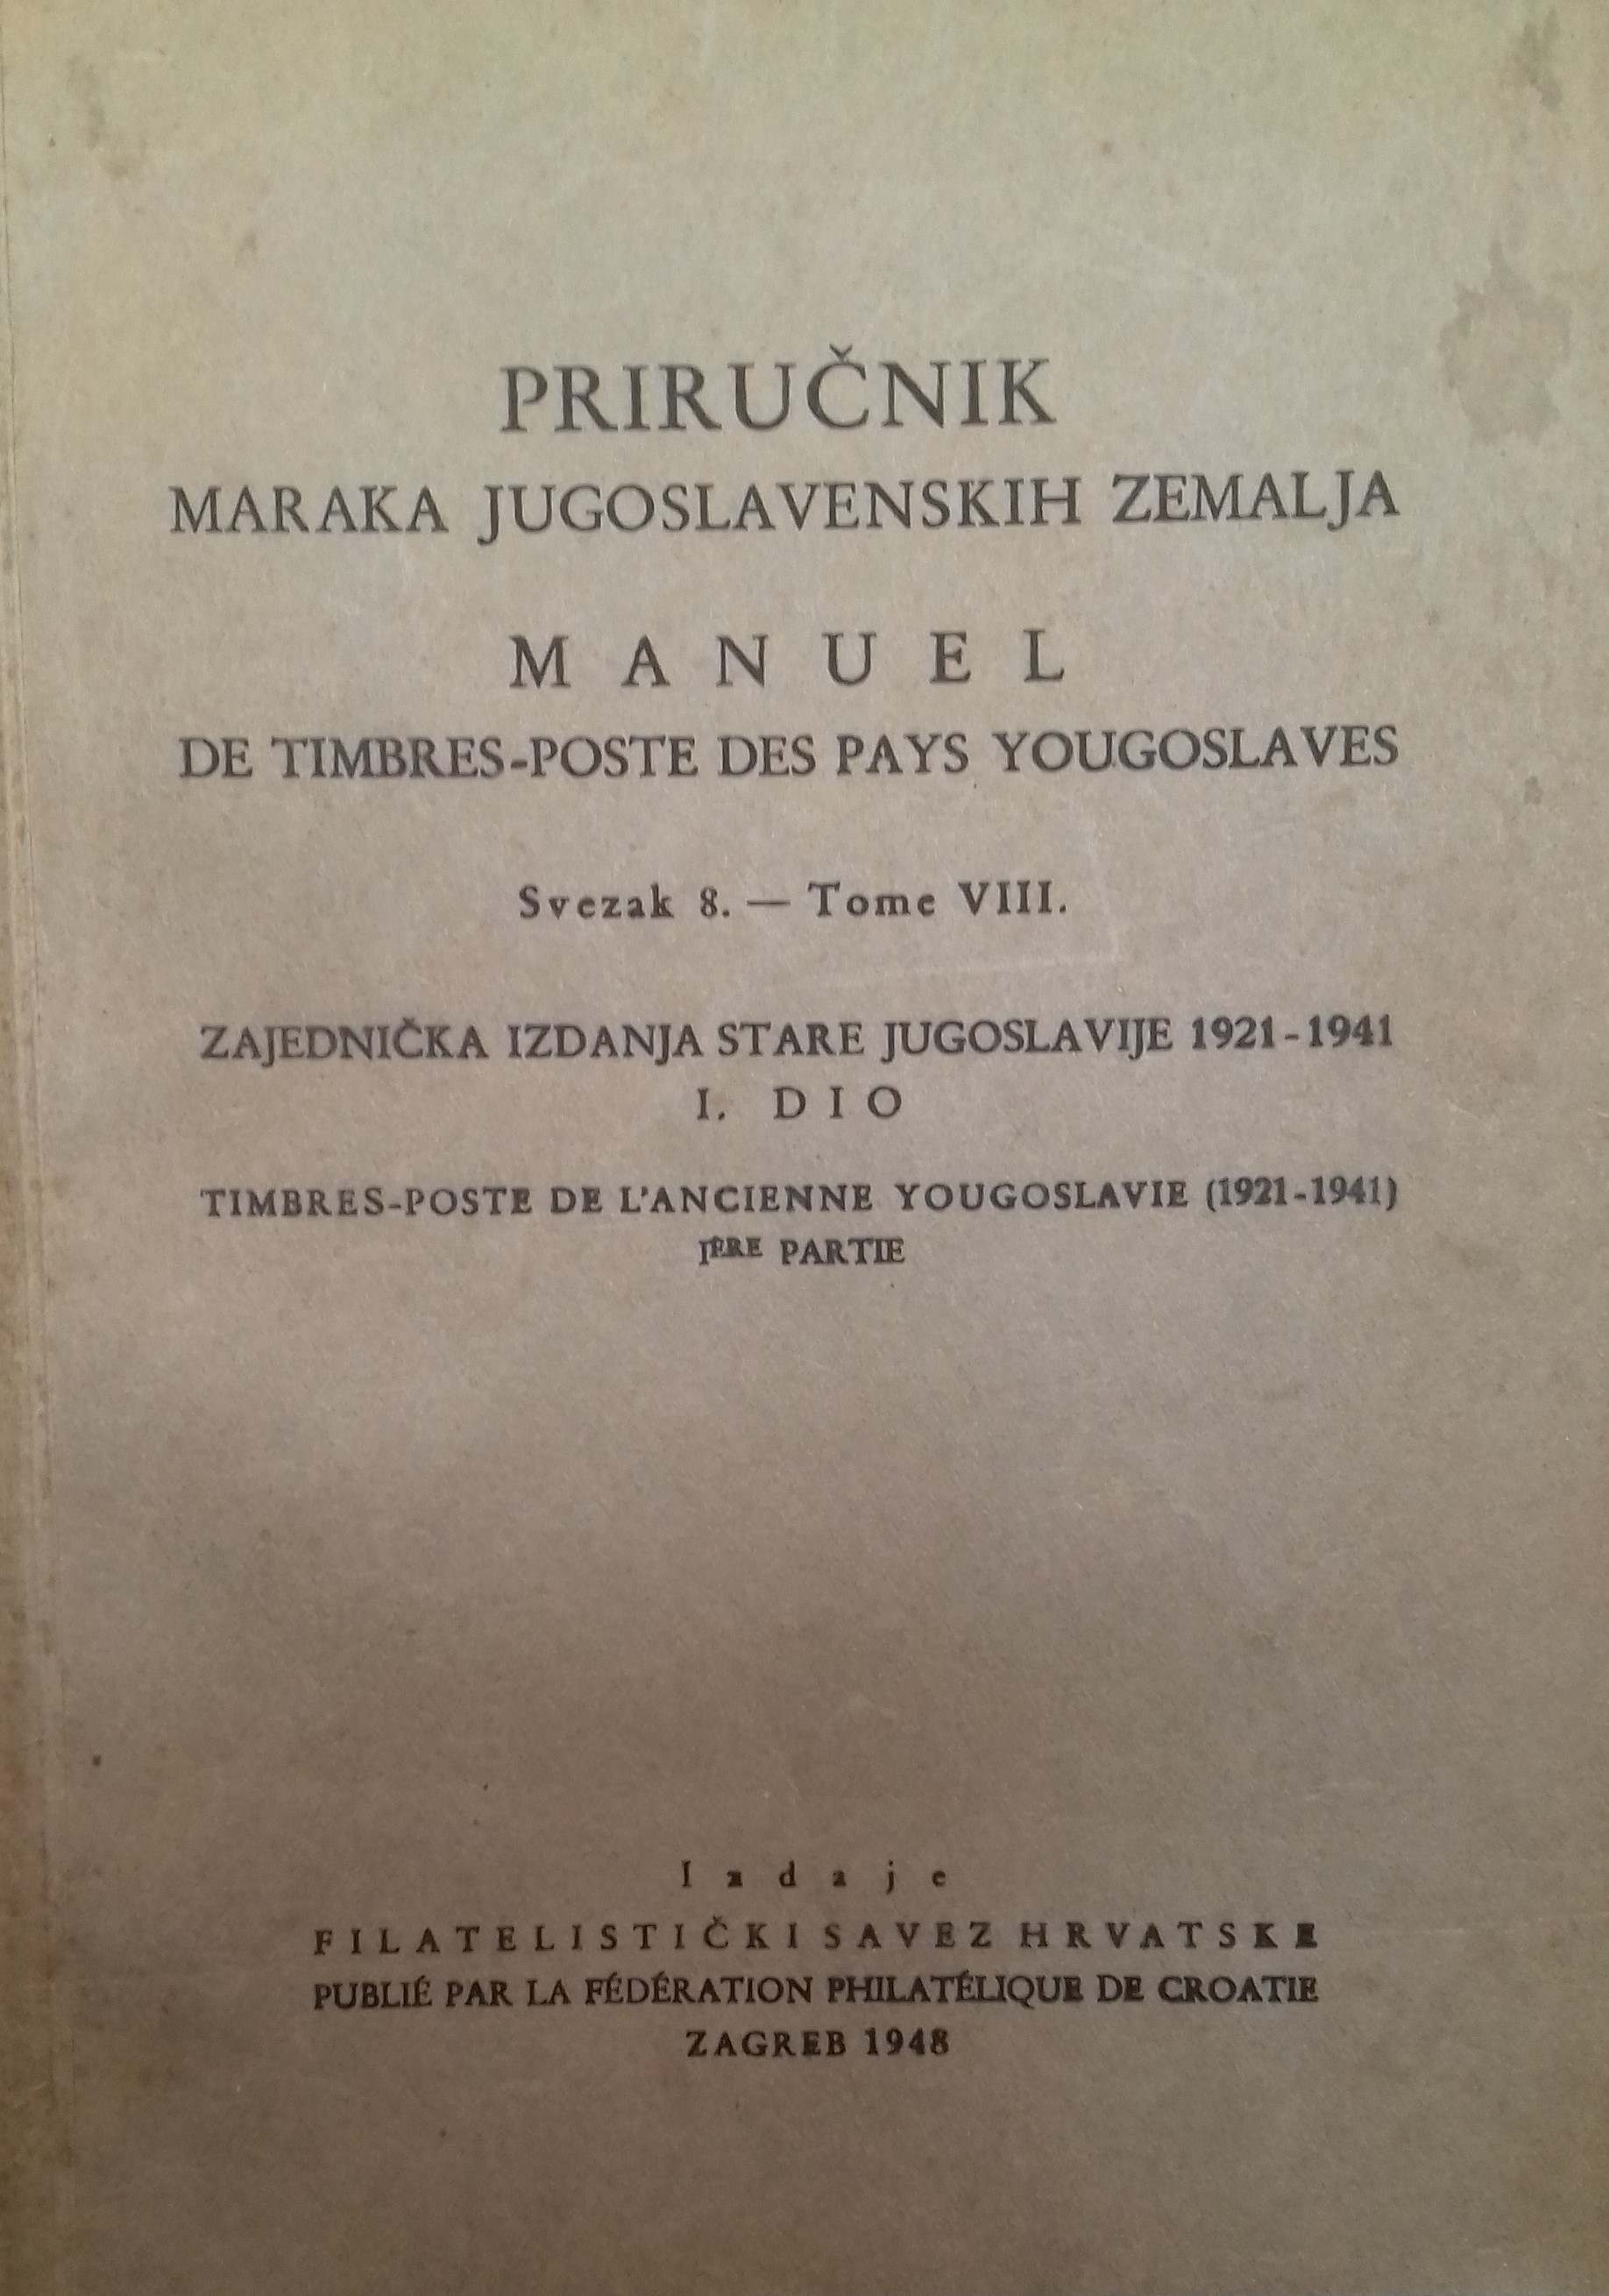 PRIRUČNIK
MARAKA JUGOSLAVENSKIH ZEMALJA
MANUEL
DE TIMBRES-POSTE DES PAYS YOUGOSLAVES
Svezak 8. — Tome VIII.
ZAJEDNIČKA IZDANJA STARE JUGOSLAVIJE 1921-1941
I. DIO
TIMBRES-POSTE DE L'ANCIENNE YOUGOSLAVIE (1921-1941)
IÈRE PARTIE
Izdaje
FILATELISTIČKI SAVEZ HRVATSKE
PUBLIÉ PAR LA FÉDÉRATION PHILATÉLIQUE DE CROATIE
ZAGREB 1948